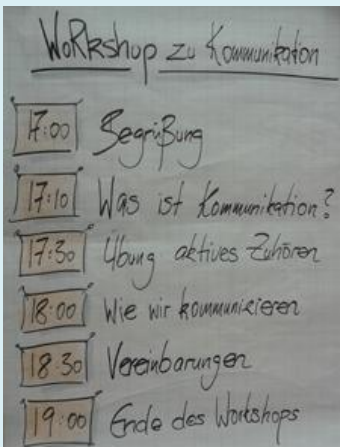 Workshop zu Kommunikation
17:00 Begrüßung
17:10 Was ist Kommunikation?
17:30 Übung aktives Zuhören
18:00 Wie wir kommunizieren
18:30 Vereinbarungen
19:00 Ende des Workshops